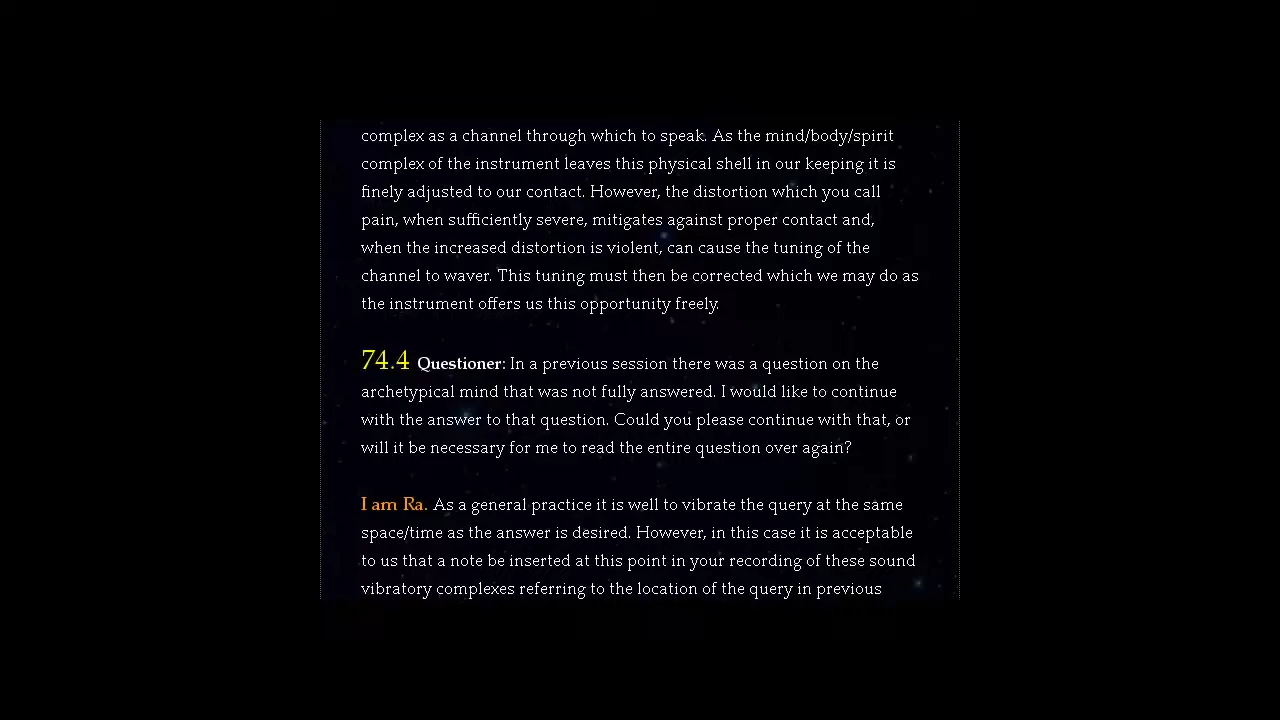 complex as a channel through which to speak. As the mind/body/spirit
complex of the instrument leaves this physical shell in our keeping it is
finely adjusted to our contact. However, the distortion which you call
pain, when sufficiently severe, mitigates against proper contact and,
when the increased distortion is violent, can cause the tuning of the
channel to waver. This tuning must then be corrected which we may do as
the instrument offers us this opportunity freely.
74.4 Questioner: In a previous session there was a question on the
archetypical mind that was not fully answered. I would like to continue
with the answer to that question. Could you please continue with that, or
will it be necessary for me to read the entire question over again?
I am Ra. As a general practice it is well to vibrate the query at the same
space/time as the answer is desired. However, in this case it is acceptable
to us that a note be inserted at this point in your recording of these sound
vibratory complexes referring to the location of the query in previous